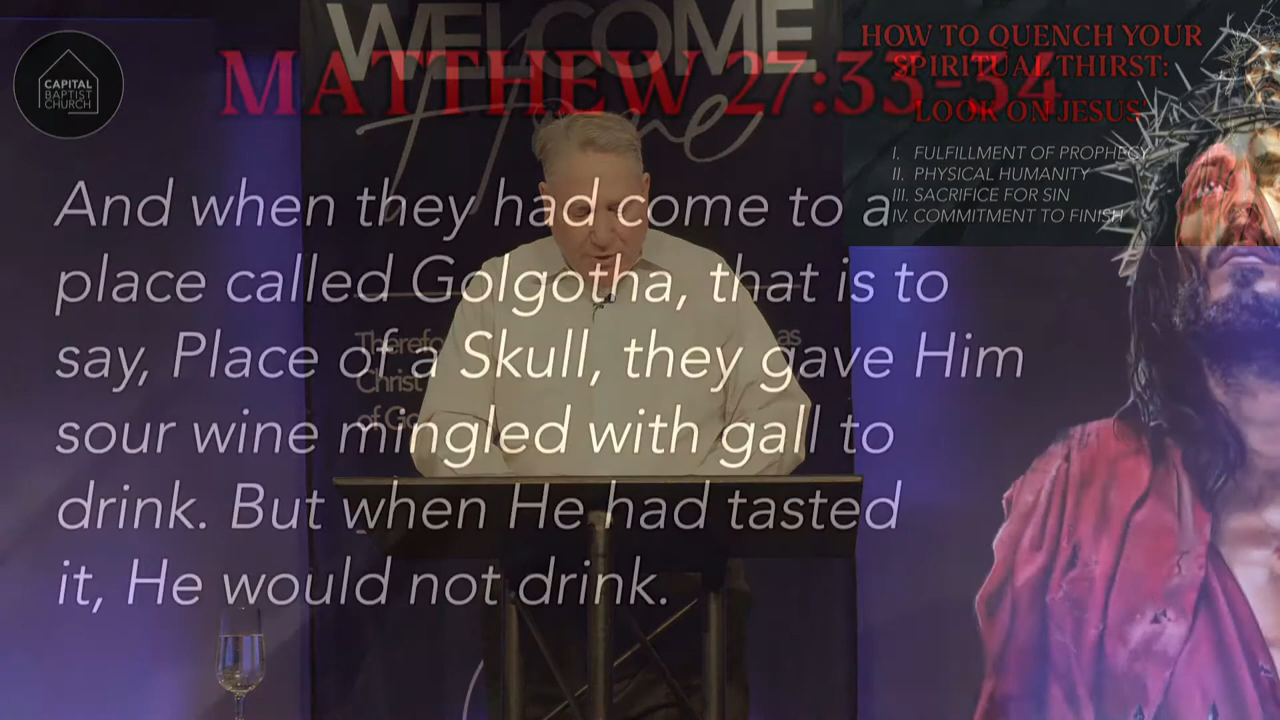 CAPITAL
BAPTIST
CHURCH
WELCOME
Home
MATTHEW 27:33-34
And when they had come to a
place called Golgotha, that is to
say, Place of a Skull, they gave Him
sour wine mingled with gall to
drink. But when He had tasted
it, He would not drink.
HOW TO QUENCH YOUR
SPIRITUAL THIRST:
LOOK ON JESUS'
I. FULFILLMENT OF PROPHECY
II. PHYSICAL HUMANITY
III. SACRIFICE FOR SIN
IV. COMMITMENT TO FINISH
as
Christ